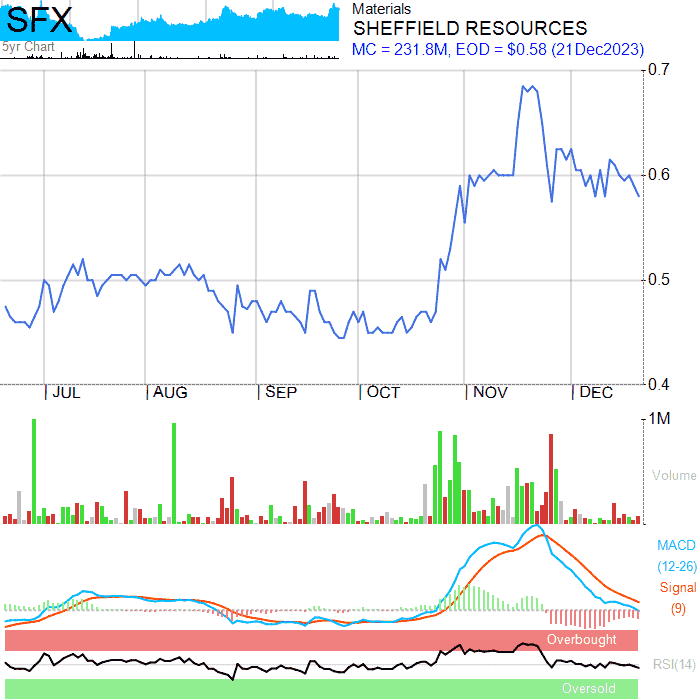 SFX
5yr Chart
Materials
SHEFFIELD RESOURCES
MC = 231.8M, EOD = $0.58 (21Dec2023)
0.7
0.6
0.5
0.4
JUL AUG SEP OCT NOV DEC
1M
Volume
MACD
(12-26)
Signal
(9)
Overbought
RSI(14)
Oversold